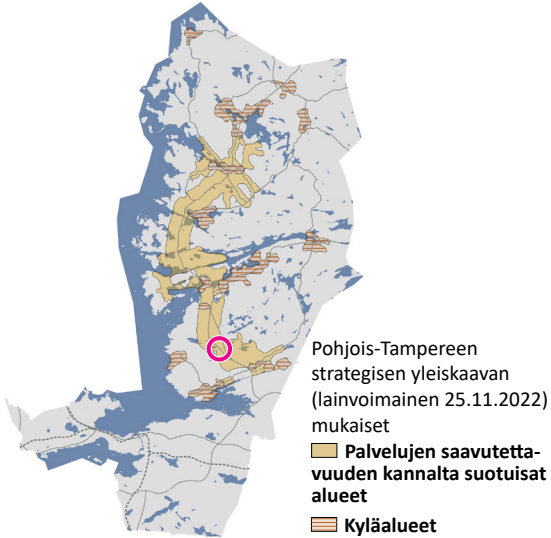 Pohjois-Tampereen
strategisen yleiskaavan
(lainvoimainen 25.11.2022)
mukaiset
Palvelujen saavutetta-
vuuden kannalta suotuisat
alueet
Kyläalueet